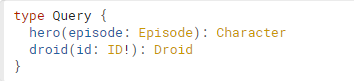 type Query {
  hero(episode: Episode): Character
  droid(id: ID!): Droid
}